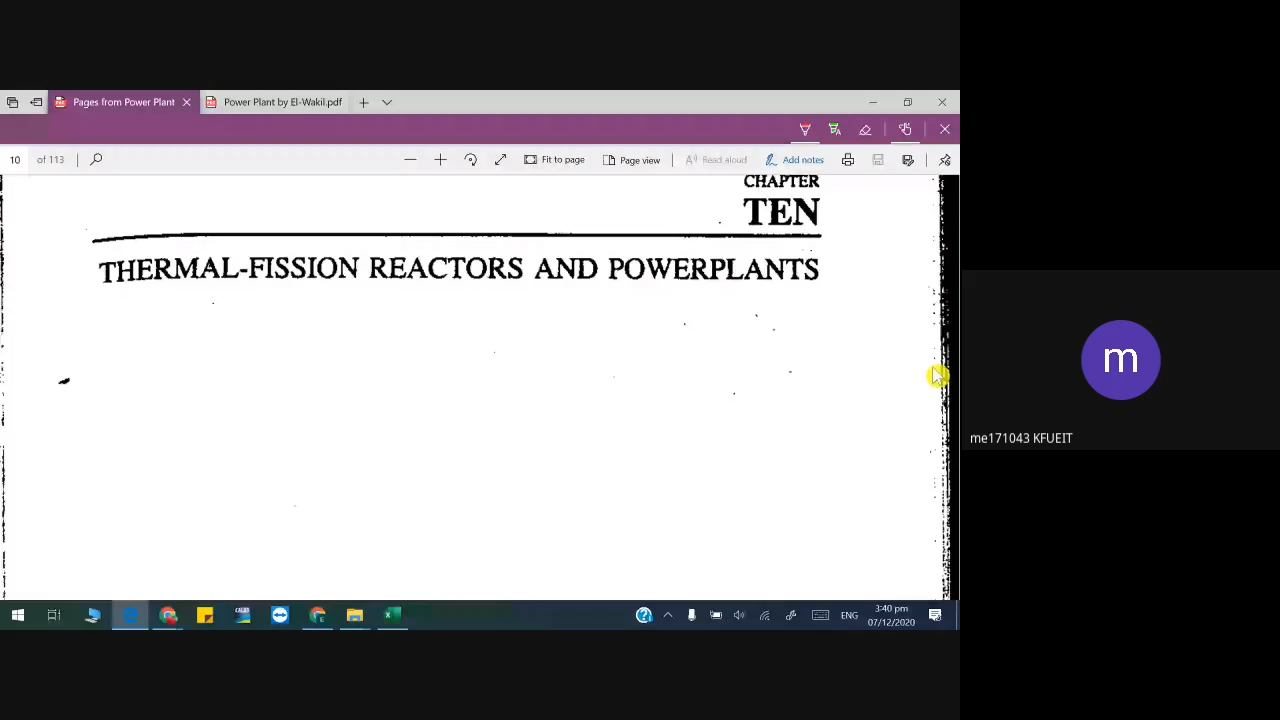 Pages from Power Plant
Power Plant by El-Wakil.pdf
10 of 113
Fit to page
Page view
Read aloud
Add notes
CHAPTER
TEN
THERMAL-FISSION REACTORS AND POWERPLANTS
m
me171043 KFUEIT
ENG
3:40 pm
07/12/2020